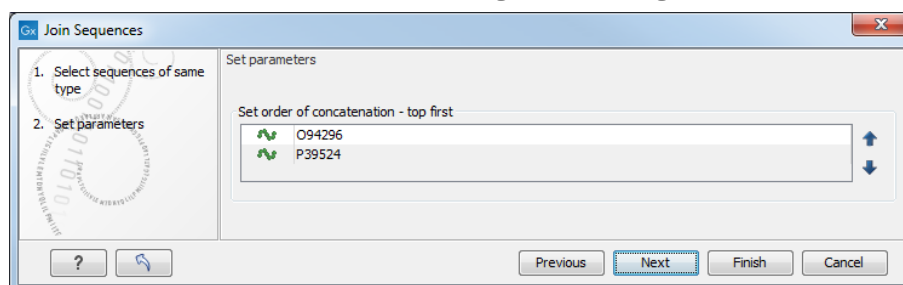 Gx Join Sequences
X
1. Select sequences of same
type
2. Set parameters
Set parameters
Set order of concatenation - top first
O94296
P39524
?
Previous
Next
Finish
Cancel